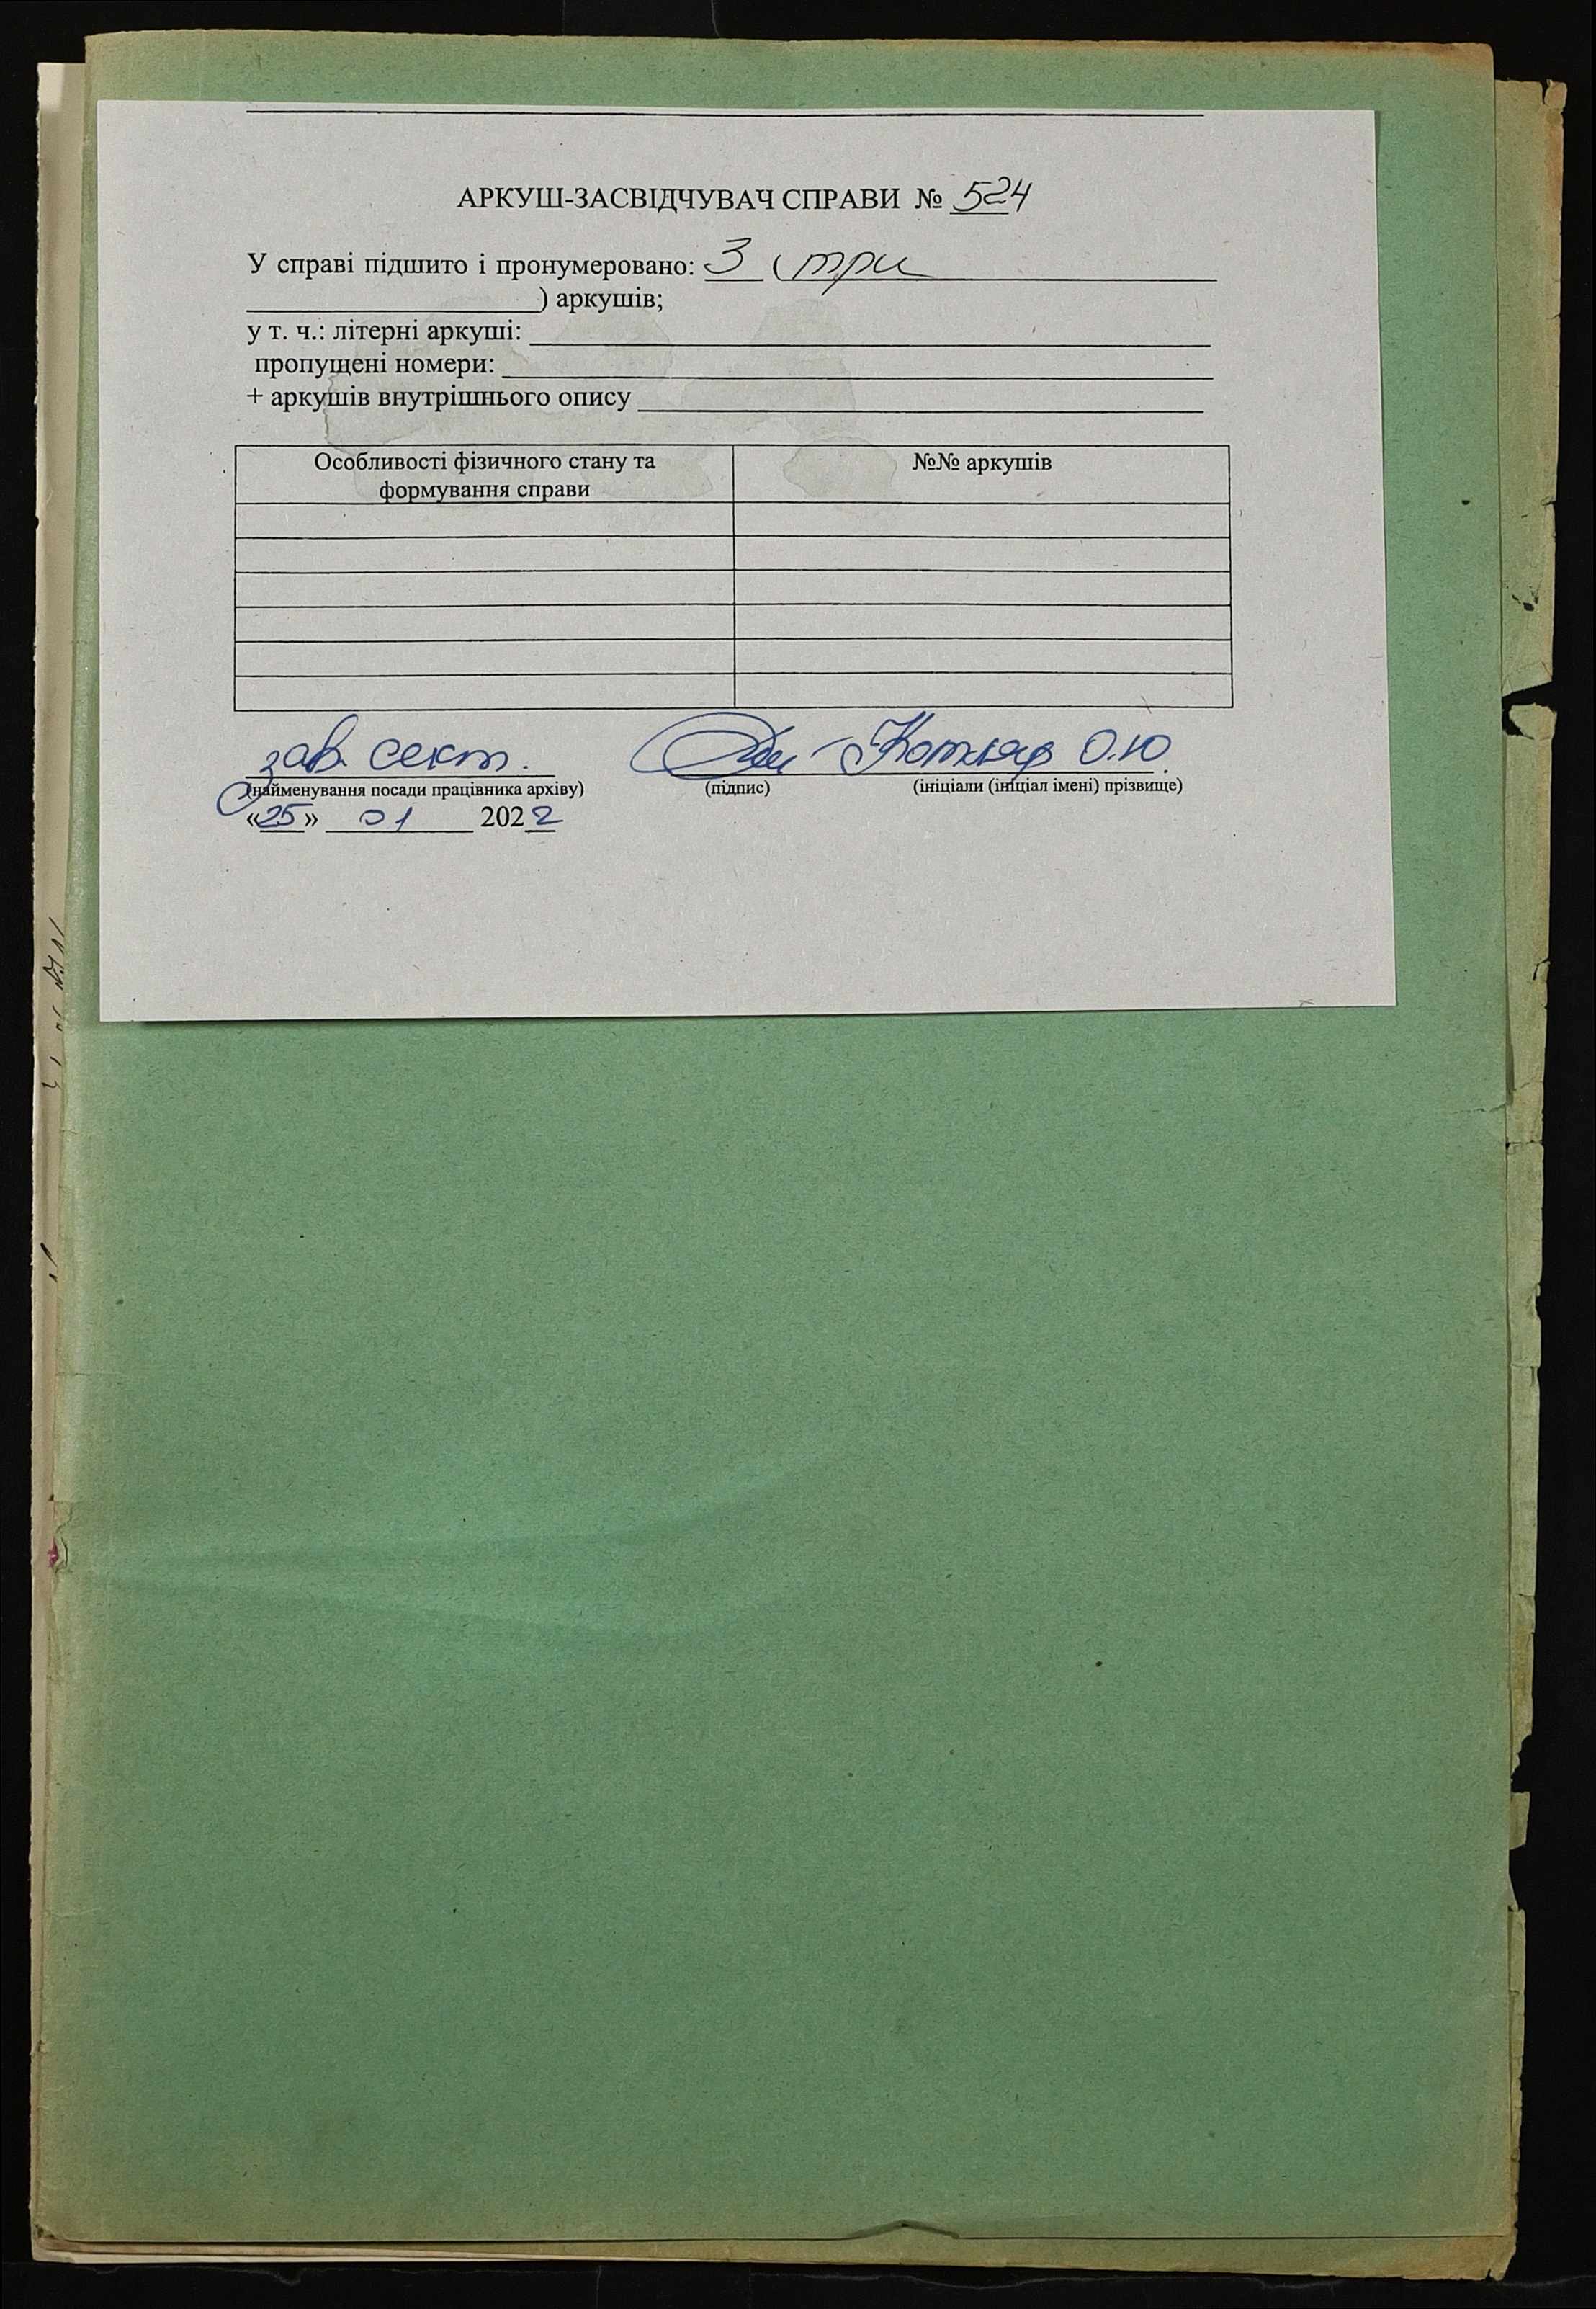 АРКУШ-ЗАСВІДЧУВАЧ СПРАВИ № 524
У справі підшито і пронумеровано: 3 (три
) аркушів;
у т. ч.: літерні аркуші:
пропущені номери:
+ аркушів внутрішнього опису
Особливості фізичного стану та формування справи №№ аркушів
зав. сект. Котляр О.Ю.
(найменування посади працівника архіву) (підпис) (ініціали (ініціал імені) прізвище)
«25» 01 2022